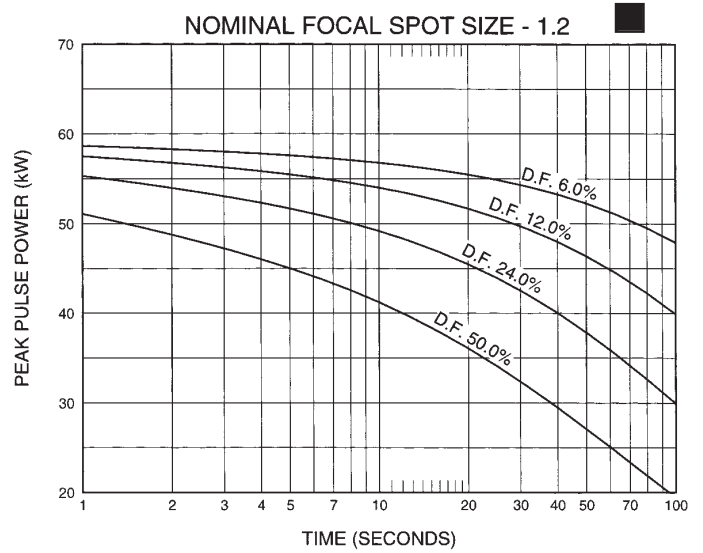 NOMINAL FOCAL SPOT SIZE - 1.2
70
60
50
40
30
20
PEAK PULSE POWER (kW)
D.F. 6.0%
D.F. 12.0%
D.F. 24.0%
D.F. 50.0%
1 2 3 4 5 7 10 20 30 40 50 70 100
TIME (SECONDS)